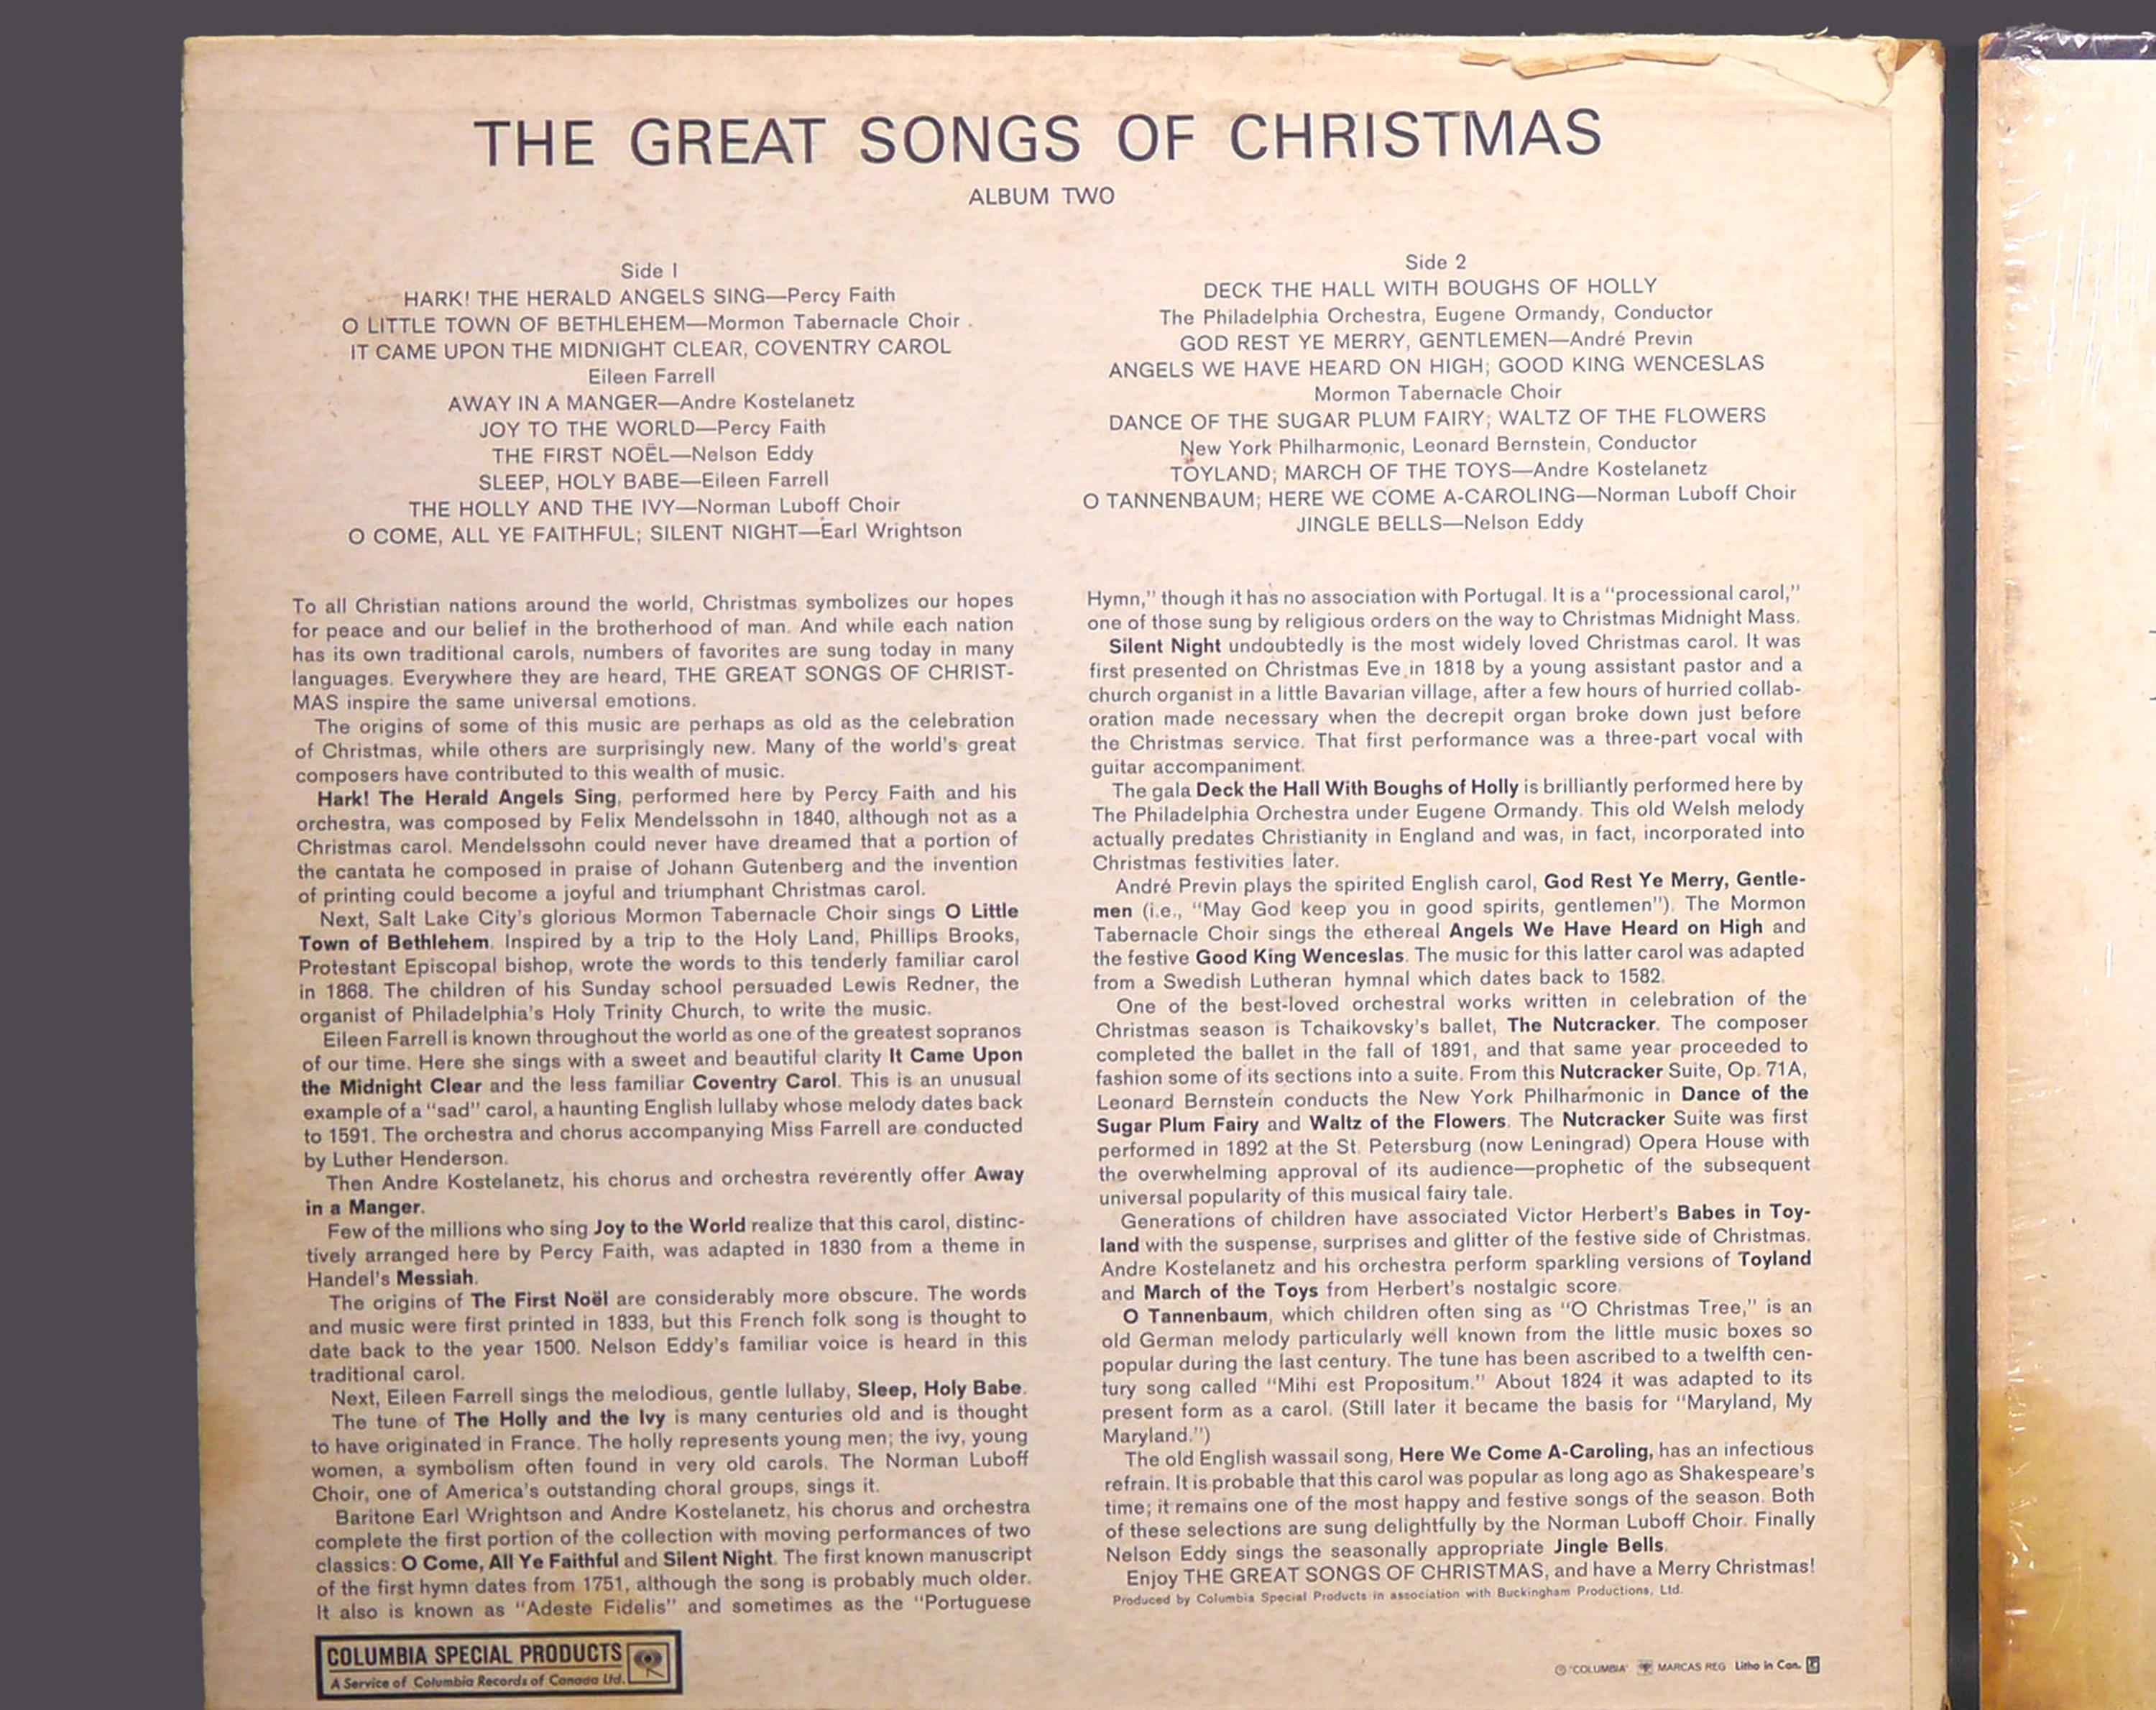 THE GREAT SONGS OF CHRISTMAS
ALBUM TWO
Side I
HARK! THE HERALD ANGELS SING—Percy Faith
O LITTLE TOWN OF BETHLEHEM—Mormon Tabernacle Choir
IT CAME UPON THE MIDNIGHT CLEAR, COVENTRY CAROL
Eileen Farrell
AWAY IN A MANGER—Andre Kostelanetz
JOY TO THE WORLD—Percy Faith
THE FIRST NOËL—Nelson Eddy
SLEEP, HOLY BABE—Eileen Farrell
THE HOLLY AND THE IVY—Norman Luboff Choir
O COME, ALL YE FAITHFUL; SILENT NIGHT—Earl Wrightson
Side 2
DECK THE HALL WITH BOUGHS OF HOLLY
The Philadelphia Orchestra, Eugene Ormandy, Conductor
GOD REST YE MERRY, GENTLEMEN—André Previn
ANGELS WE HAVE HEARD ON HIGH; GOOD KING WENCESLAS
Mormon Tabernacle Choir
DANCE OF THE SUGAR PLUM FAIRY; WALTZ OF THE FLOWERS
New York Philharmonic, Leonard Bernstein, Conductor
TOYLAND; MARCH OF THE TOYS—Andre Kostelanetz
O TANNENBAUM; HERE WE COME A-CAROLING—Norman Luboff Choir
JINGLE BELLS—Nelson Eddy
To all Christian nations around the world, Christmas symbolizes our hopes
for peace and our belief in the brotherhood of man. And while each nation
has its own traditional carols, numbers of favorites are sung today in many
languages. Everywhere they are heard, THE GREAT SONGS OF CHRIST-
MAS inspire the same universal emotions.
The origins of some of this music are perhaps as old as the celebration
of Christmas, while others are surprisingly new. Many of the world's great
composers have contributed to this wealth of music.
Hark! The Herald Angels Sing, performed here by Percy Faith and his
orchestra, was composed by Felix Mendelssohn in 1840, although not as a
Christmas carol. Mendelssohn could never have dreamed that a portion of
the cantata he composed in praise of Johann Gutenberg and the invention
of printing could become a joyful and triumphant Christmas carol.
Next, Salt Lake City's glorious Mormon Tabernacle Choir sings O Little
Town of Bethlehem. Inspired by a trip to the Holy Land, Phillips Brooks,
Protestant Episcopal bishop, wrote the words to this tenderly familiar carol
in 1868. The children of his Sunday school persuaded Lewis Redner, the
organist of Philadelphia's Holy Trinity Church, to write the music.
Eileen Farrell is known throughout the world as one of the greatest sopranos
of our time. Here she sings with a sweet and beautiful clarity It Came Upon
the Midnight Clear and the less familiar Coventry Carol. This is an unusual
example of a "sad" carol, a haunting English lullaby whose melody dates back
to 1591. The orchestra and chorus accompanying Miss Farrell are conducted
by Luther Henderson.
Then Andre Kostelanetz, his chorus and orchestra reverently offer Away
in a Manger.
Few of the millions who sing Joy to the World realize that this carol, distinc-
tively arranged here by Percy Faith, was adapted in 1830 from a theme in
Handel's Messiah.
The origins of The First Noël are considerably more obscure. The words
and music were first printed in 1833, but this French folk song is thought to
date back to the year 1500. Nelson Eddy's familiar voice is heard in this
traditional carol.
Next, Eileen Farrell sings the melodious, gentle lullaby, Sleep, Holy Babe.
The tune of The Holly and the Ivy is many centuries old and is thought
to have originated in France. The holly represents young men; the ivy, young
women, a symbolism often found in very old carols. The Norman Luboff
Choir, one of America's outstanding choral groups, sings it.
Baritone Earl Wrightson and Andre Kostelanetz, his chorus and orchestra
complete the first portion of the collection with moving performances of two
classics: O Come, All Ye Faithful and Silent Night. The first known manuscript
of the first hymn dates from 1751, although the song is probably much older.
It also is known as "Adeste Fidelis" and sometimes as the "Portuguese
Hymn," though it has no association with Portugal. It is a "processional carol,"
one of those sung by religious orders on the way to Christmas Midnight Mass.
Silent Night undoubtedly is the most widely loved Christmas carol. It was
first presented on Christmas Eve in 1818 by a young assistant pastor and a
church organist in a little Bavarian village, after a few hours of hurried collab-
oration made necessary when the decrepit organ broke down just before
the Christmas service. That first performance was a three-part vocal with
guitar accompaniment.
The gala Deck the Hall With Boughs of Holly is brilliantly performed here by
The Philadelphia Orchestra under Eugene Ormandy. This old Welsh melody
actually predates Christianity in England and was, in fact, incorporated into
Christmas festivities later.
André Previn plays the spirited English carol, God Rest Ye Merry, Gentle-
men (i.e., "May God keep you in good spirits, gentlemen"). The Mormon
Tabernacle Choir sings the ethereal Angels We Have Heard on High and
the festive Good King Wenceslas. The music for this latter carol was adapted
from a Swedish Lutheran hymnal which dates back to 1582.
One of the best-loved orchestral works written in celebration of the
Christmas season is Tchaikovsky's ballet, The Nutcracker. The composer
completed the ballet in the fall of 1891, and that same year proceeded to
fashion some of its sections into a suite. From this Nutcracker Suite, Op. 71A,
Leonard Bernstein conducts the New York Philharmonic in Dance of the
Sugar Plum Fairy and Waltz of the Flowers. The Nutcracker Suite was first
performed in 1892 at the St. Petersburg (now Leningrad) Opera House with
the overwhelming approval of its audience—prophetic of the subsequent
universal popularity of this musical fairy tale.
Generations of children have associated Victor Herbert's Babes in Toy-
land with the suspense, surprises and glitter of the festive side of Christmas.
Andre Kostelanetz and his orchestra perform sparkling versions of Toyland
and March of the Toys from Herbert's nostalgic score.
O Tannenbaum, which children often sing as "O Christmas Tree," is an
old German melody particularly well known from the little music boxes so
popular during the last century. The tune has been ascribed to a twelfth cen-
tury song called "Mihi est Propositum." About 1824 it was adapted to its
present form as a carol. (Still later it became the basis for "Maryland, My
Maryland.")
The old English wassail song, Here We Come A-Caroling, has an infectious
refrain. It is probable that this carol was popular as long ago as Shakespeare's
time; it remains one of the most happy and festive songs of the season. Both
of these selections are sung delightfully by the Norman Luboff Choir. Finally
Nelson Eddy sings the seasonally appropriate Jingle Bells.
Enjoy THE GREAT SONGS OF CHRISTMAS, and have a Merry Christmas!
Produced by Columbia Special Products in association with Buckingham Productions, Ltd.
COLUMBIA SPECIAL PRODUCTS
A Service of Columbia Records of Canada Ltd.
"COLUMBIA" MARCAS REG Litho in Can.